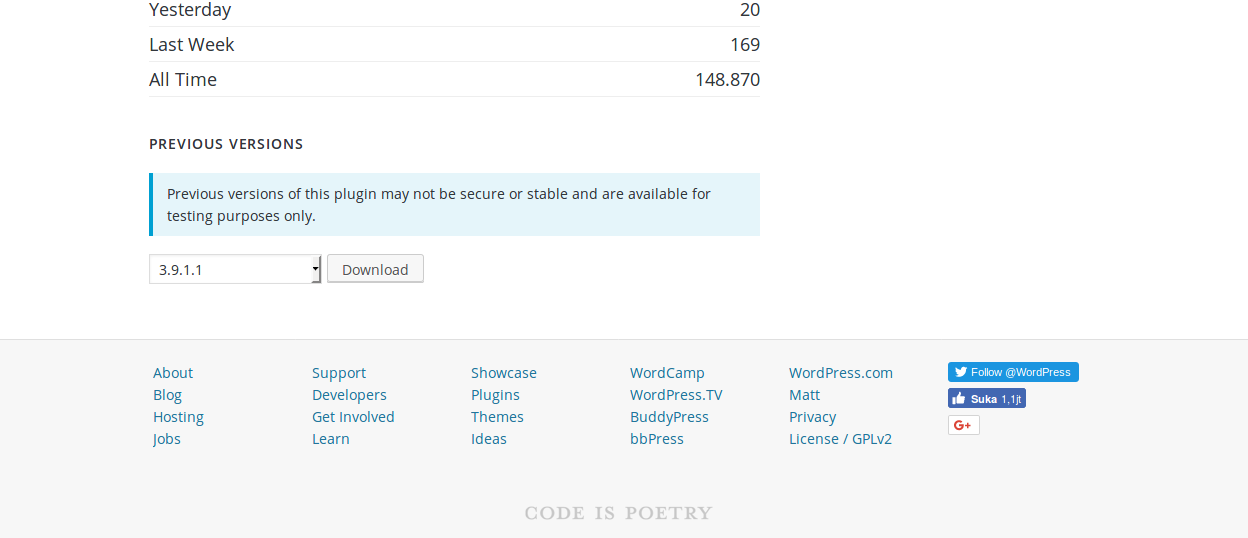 Yesterday 20
Last Week 169
All Time 148.870
PREVIOUS VERSIONS
Previous versions of this plugin may not be secure or stable and are available for
testing purposes only.
3.9.1.1 Download
About Support Showcase WordCamp WordPress.com Follow @WordPress
Blog Developers Plugins WordPress.TV Matt Suka 1,1jt
Hosting Get Involved Themes BuddyPress Privacy G+
Jobs Learn Ideas bbPress License / GPLv2
CODE IS POETRY